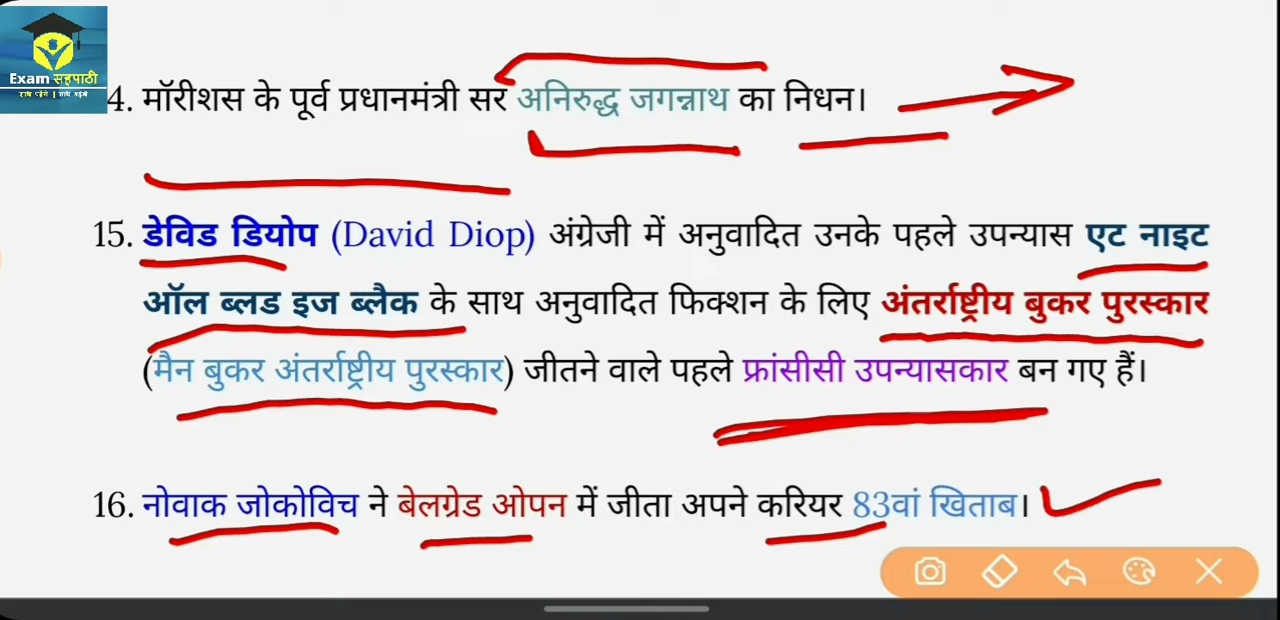 Exam सहपाठी
साथ पढ़ेंगे | साथ बढ़ेंगे
4. मॉरीशस के पूर्व प्रधानमंत्री सर अनिरुद्ध जगन्नाथ का निधन।
15. डेविड डियोप (David Diop) अंग्रेजी में अनुवादित उनके पहले उपन्यास एट नाइट
ऑल ब्लड इज ब्लैक के साथ अनुवादित फिक्शन के लिए अंतर्राष्ट्रीय बुकर पुरस्कार
(मैन बुकर अंतर्राष्ट्रीय पुरस्कार) जीतने वाले पहले फ्रांसीसी उपन्यासकार बन गए हैं।
16. नोवाक जोकोविच ने बेलग्रेड ओपन में जीता अपने करियर 83वां खिताब।